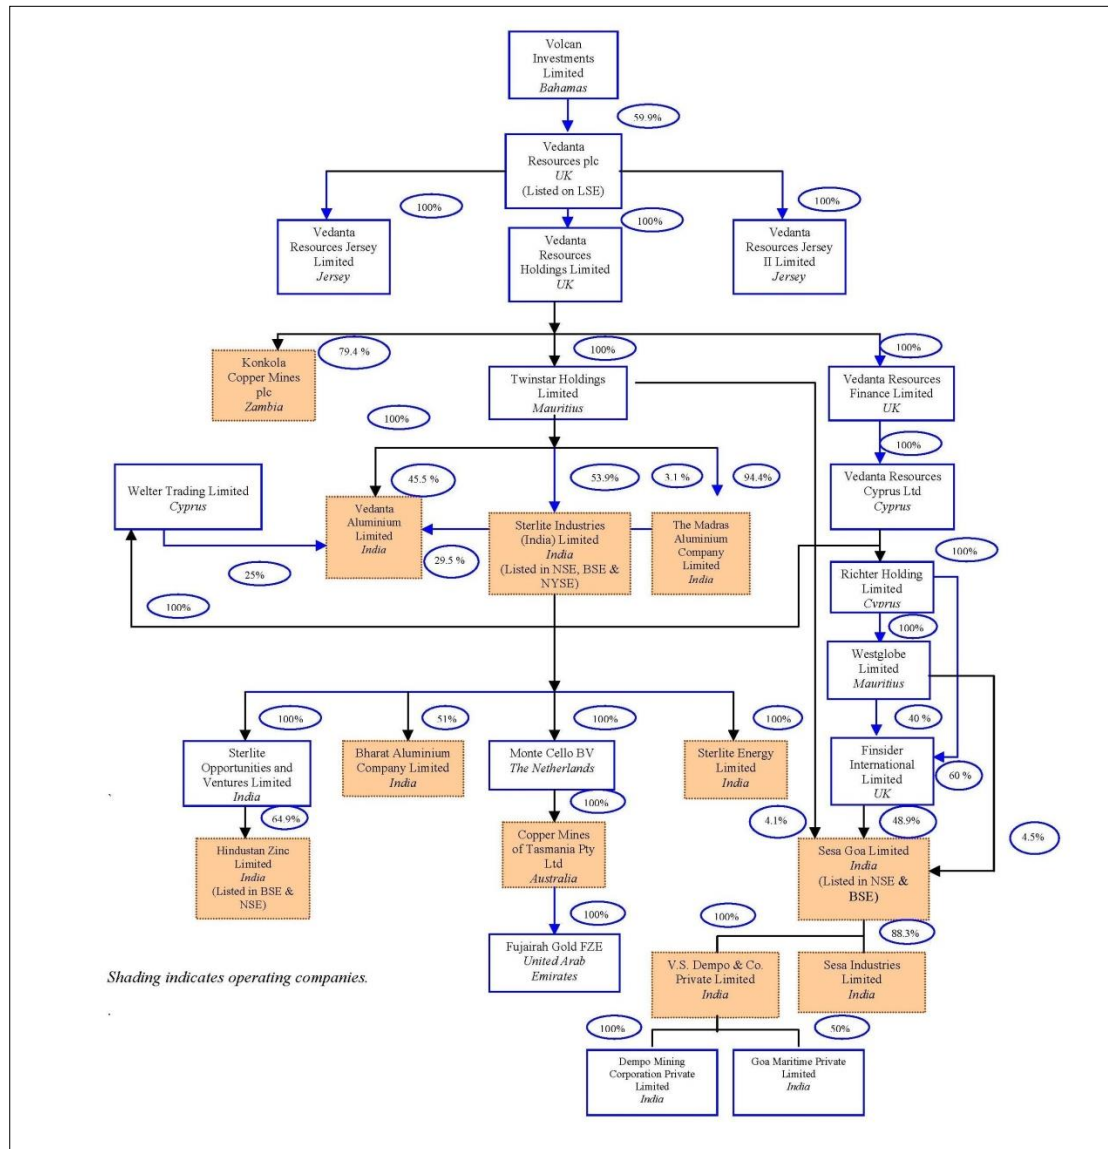 Volcan
Investments
Limited
Bahamas
59.9%
Vedanta
Resources plc
UK
(Listed on LSE)
100%
100%
100%
Vedanta
Resources Jersey
Limited
Jersey
Vedanta
Resources
Holdings Limited
UK
Vedanta
Resources Jersey
II Limited
Jersey
79.4 %
100%
100%
Konkola
Copper Mines
plc
Zambia
Twinstar Holdings
Limited
Mauritius
Vedanta Resources
Finance Limited
UK
100%
100%
45.5 %
53.9%
3.1 %
94.4%
Welter Trading Limited
Cyprus
Vedanta Resources
Cyprus Ltd
Cyprus
Vedanta
Aluminium
Limited
India
Sterlite Industries
(India) Limited
India
(Listed in NSE, BSE &
NYSE)
The Madras
Aluminium
Company
Limited
India
29.5 %
25%
100%
100%
Richter Holding
Limited
Cyprus
100%
Westglobe
Limited
Mauritius
100%
51%
100%
100%
40 %
60 %
Sterlite
Opportunities and
Ventures Limited
India
Bharat Aluminium
Company Limited
India
Monte Cello BV
The Netherlands
Sterlite Energy
Limited
India
Finsider
International
Limited
UK
64.9%
100%
4.1%
48.9%
4.5%
Hindustan Zinc
Limited
India
(Listed in BSE &
NSE)
Copper Mines
of Tasmania Pty
Ltd
Australia
Sesa Goa Limited
India
(Listed in NSE &
BSE)
100%
100%
88.3%
Fujairah Gold FZE
United Arab
Emirates
V.S. Dempo & Co.
Private Limited
India
Sesa Industries
Limited
India
Shading indicates operating companies.
100%
50%
Dempo Mining
Corporation Private
Limited
India
Goa Maritime Private
Limited
India